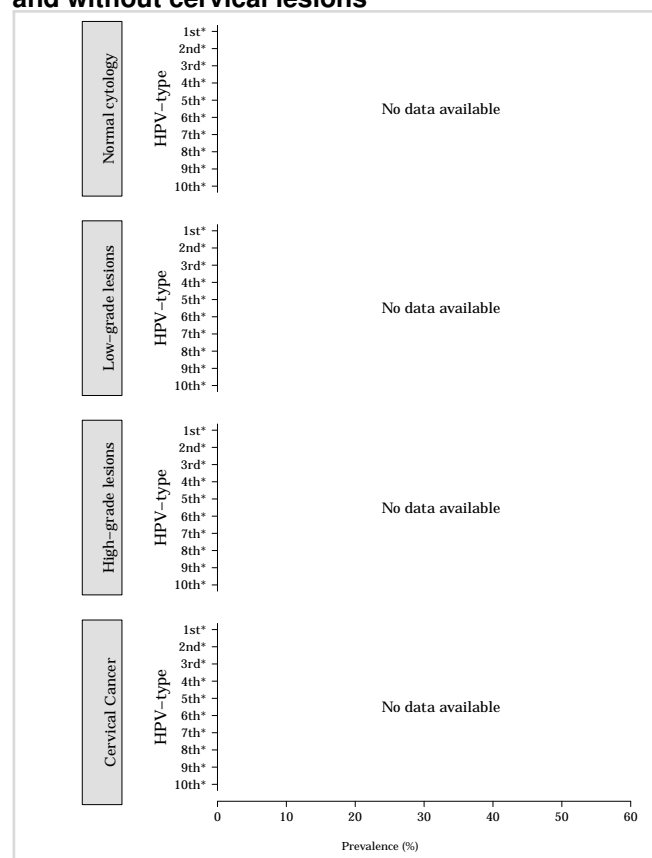 and without cervical lesions
Normal cytology
HPV−type
1st*
2nd*
3rd*
4th*
5th*
6th*
7th*
8th*
9th*
10th*
No data available
Low−grade lesions
HPV−type
1st*
2nd*
3rd*
4th*
5th*
6th*
7th*
8th*
9th*
10th*
No data available
High−grade lesions
HPV−type
1st*
2nd*
3rd*
4th*
5th*
6th*
7th*
8th*
9th*
10th*
No data available
Cervical Cancer
HPV−type
1st*
2nd*
3rd*
4th*
5th*
6th*
7th*
8th*
9th*
10th*
No data available
0 10 20 30 40 50 60
Prevalence (%)